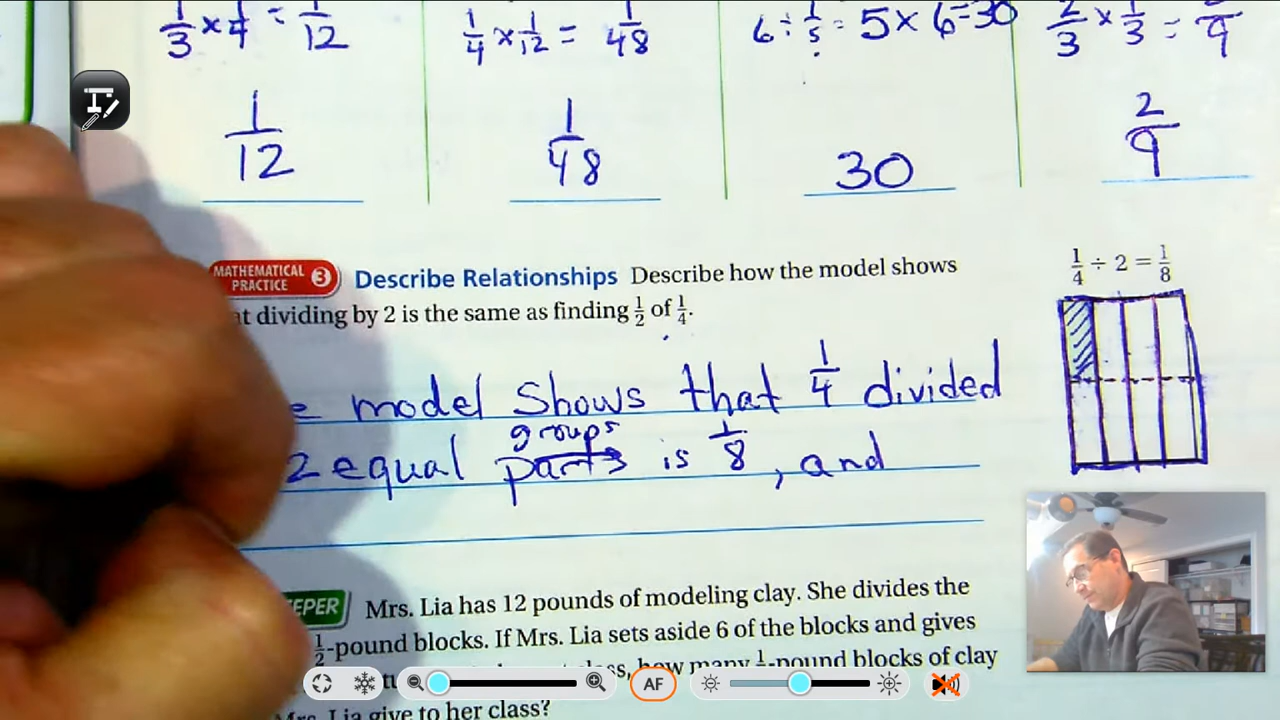 1/3 × 1/4 = 1/12
1/4 × 1/12 = 1/48
6 ÷ 1/5 = 5 × 6 = 30
2/3 × 1/3 = 2/9
1/12
1/48
30
2/9
MATHEMATICAL PRACTICE 3 Describe Relationships Describe how the model shows
at dividing by 2 is the same as finding 1/2 of 1/4.
1/4 ÷ 2 = 1/8
e model shows that 1/4 divided
groups
2 equal parts is 1/8, and
EEPER Mrs. Lia has 12 pounds of modeling clay. She divides the
1/2-pound blocks. If Mrs. Lia sets aside 6 of the blocks and gives
how many 1/2-pound blocks of clay
Mrs. Lia give to her class?
AF